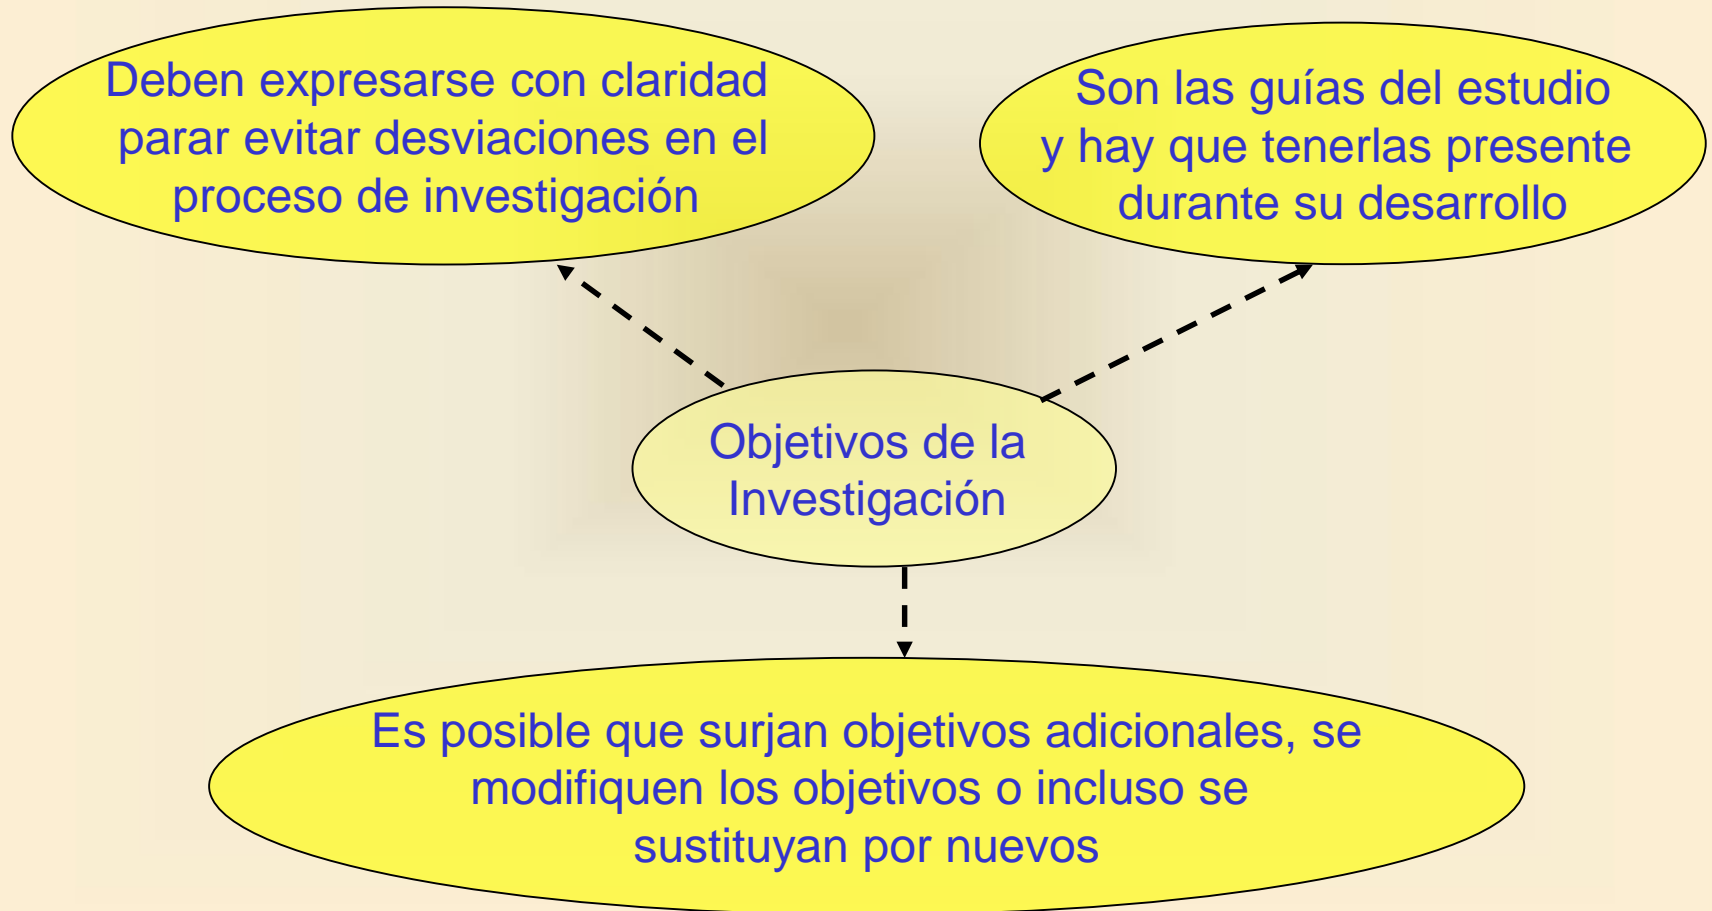 Deben expresarse con claridad
parar evitar desviaciones en el
proceso de investigación
Son las guías del estudio
y hay que tenerlas presente
durante su desarrollo
Objetivos de la
Investigación
Es posible que surjan objetivos adicionales, se
modifiquen los objetivos o incluso se
sustituyan por nuevos